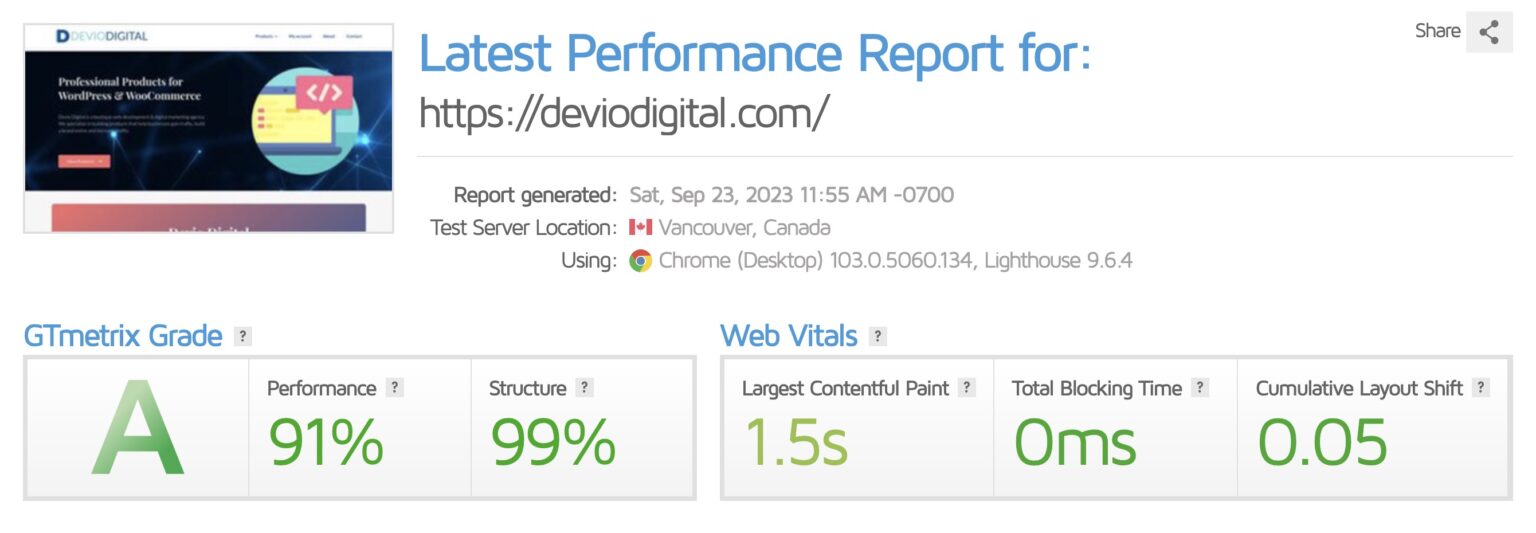 DEVIODIGITAL
Products
My account
About
Contact
Professional Products for
WordPress & WooCommerce
</>
Devio Digital
Latest Performance Report for:
https://deviodigital.com/
Share
Report generated: Sat, Sep 23, 2023 11:55 AM -0700
Test Server Location: Vancouver, Canada
Using: Chrome (Desktop) 103.0.5060.134, Lighthouse 9.6.4
GTmetrix Grade ?
A
Performance ?
91%
Structure ?
99%
Web Vitals ?
Largest Contentful Paint ?
1.5s
Total Blocking Time ?
0ms
Cumulative Layout Shift ?
0.05